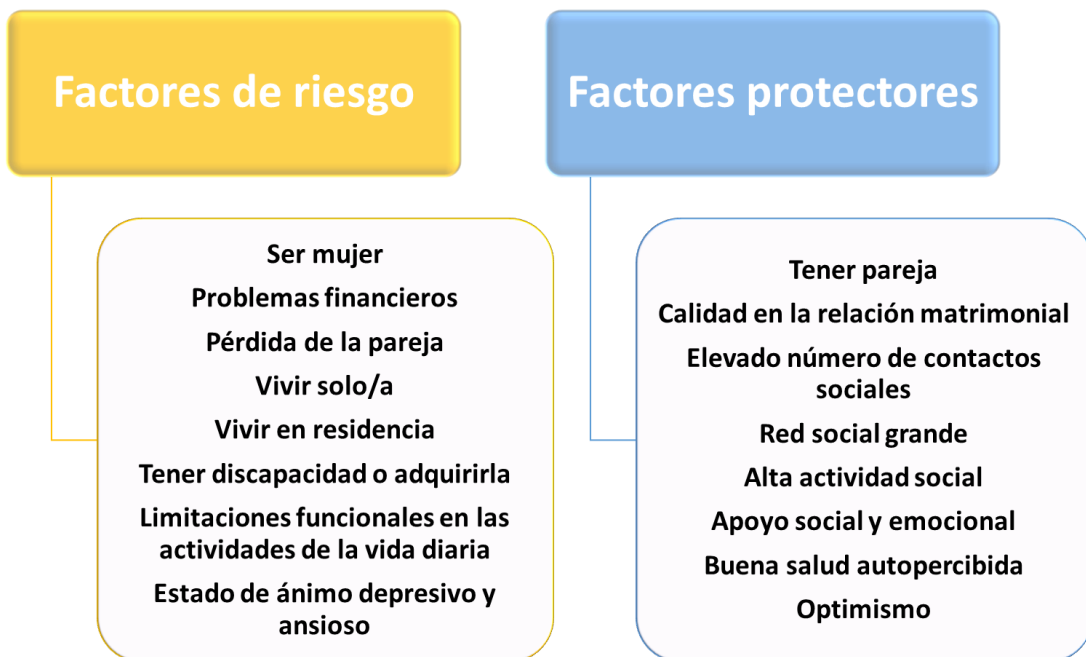 Factores de riesgo
Ser mujer
Problemas financieros
Pérdida de la pareja
Vivir solo/a
Vivir en residencia
Tener discapacidad o adquirirla
Limitaciones funcionales en las
actividades de la vida diaria
Estado de ánimo depresivo y
ansioso
Factores protectores
Tener pareja
Calidad en la relación matrimonial
Elevado número de contactos
sociales
Red social grande
Alta actividad social
Apoyo social y emocional
Buena salud autopercibida
Optimismo